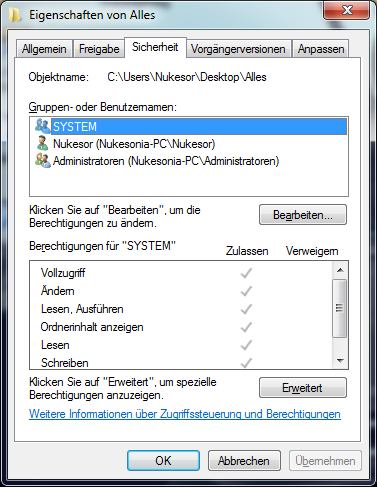 Eigenschaften von Alles
Allgemein Freigabe Sicherheit Vorgängerversionen Anpassen
Objektname: C:\Users\Nukesor\Desktop\Alles
Gruppen- oder Benutzernamen:
SYSTEM
Nukesor (Nukesonia-PC\Nukesor)
Administratoren (Nukesonia-PC\Administratoren)
Klicken Sie auf "Bearbeiten", um die
Berechtigungen zu ändern.
Bearbeiten...
Berechtigungen für "SYSTEM" Zulassen Verweigern
Vollzugriff
Ändern
Lesen, Ausführen
Ordnerinhalt anzeigen
Lesen
Schreiben
Klicken Sie auf "Erweitert", um spezielle
Berechtigungen anzuzeigen.
Erweitert
Weitere Informationen über Zugriffssteuerung und Berechtigungen
OK Abbrechen Übernehmen